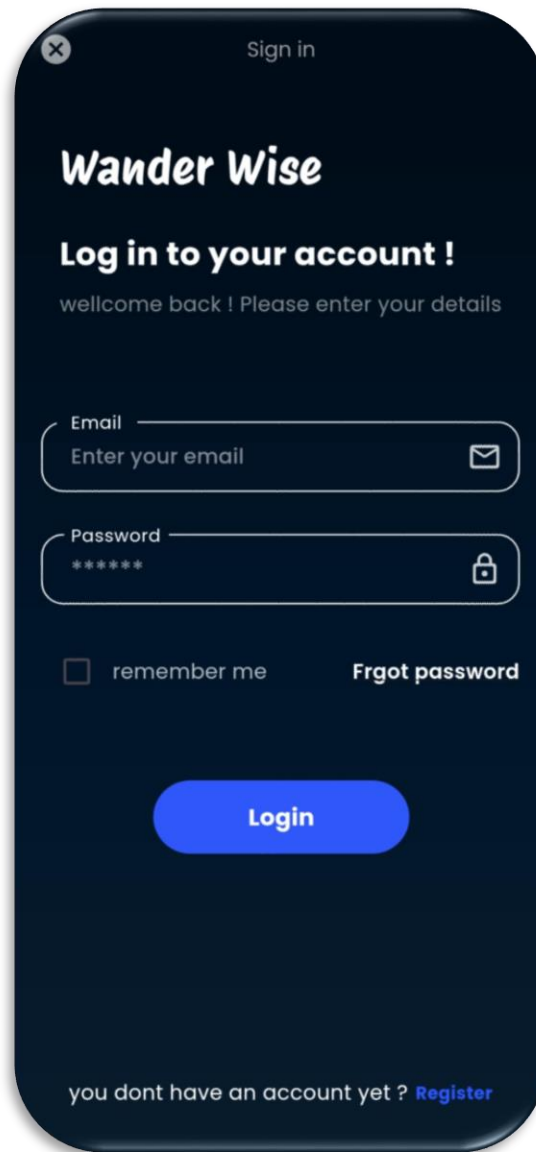 Sign in
Wander Wise
Log in to your account !
wellcome back ! Please enter your details
Email
Enter your email
Password
******
remember me Frgot password
Login
you dont have an account yet ? Register